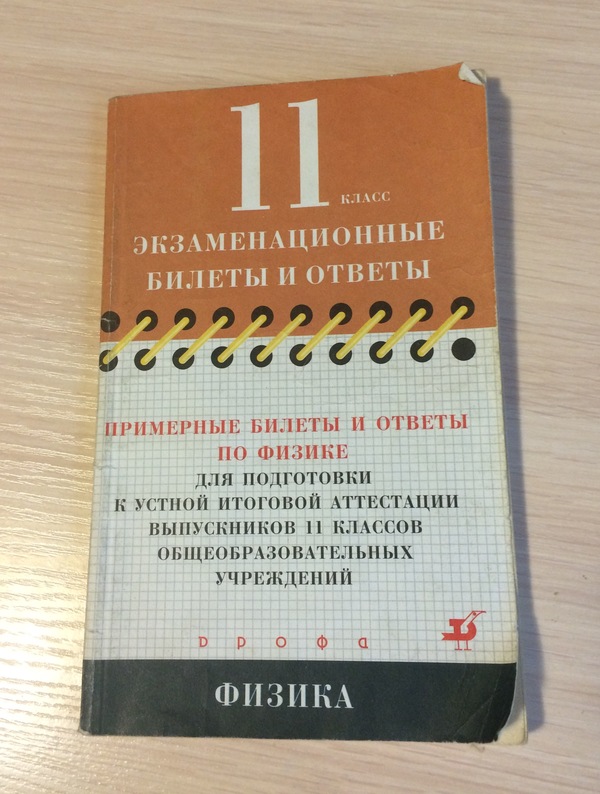 11
КЛАСС
ЭКЗАМЕНАЦИОННЫЕ
БИЛЕТЫ И ОТВЕТЫ
ПРИМЕРНЫЕ БИЛЕТЫ И ОТВЕТЫ
ПО ФИЗИКЕ
ДЛЯ ПОДГОТОВКИ
К УСТНОЙ ИТОГОВОЙ АТТЕСТАЦИИ
ВЫПУСКНИКОВ 11 КЛАССОВ
ОБЩЕОБРАЗОВАТЕЛЬНЫХ
УЧРЕЖДЕНИЙ
дрофа
ФИЗИКА